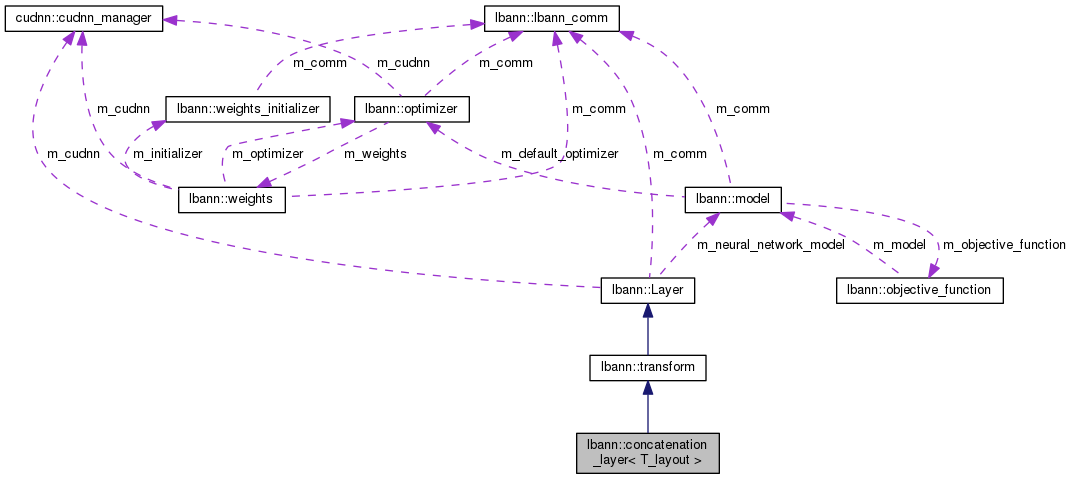 cudnn::cudnn_manager
lbann::lbann_comm
m_comm
m_cudnn
m_comm
lbann::weights_initializer
lbann::optimizer
m_cudnn
m_comm
m_comm
m_cudnn
m_initializer
m_optimizer
m_weights
m_default_optimizer
m_comm
lbann::weights
lbann::model
m_neural_network_model
m_model
m_objective_function
lbann::Layer
lbann::objective_function
lbann::transform
lbann::concatenation
_layer< T_layout >